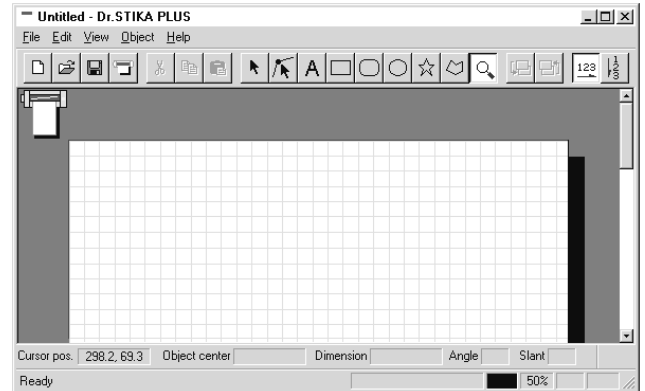 Untitled - Dr.STIKA PLUS
File Edit View Object Help
A 123 123
Cursor pos. 298.2, 69.3 Object center Dimension Angle Slant
Ready 50%